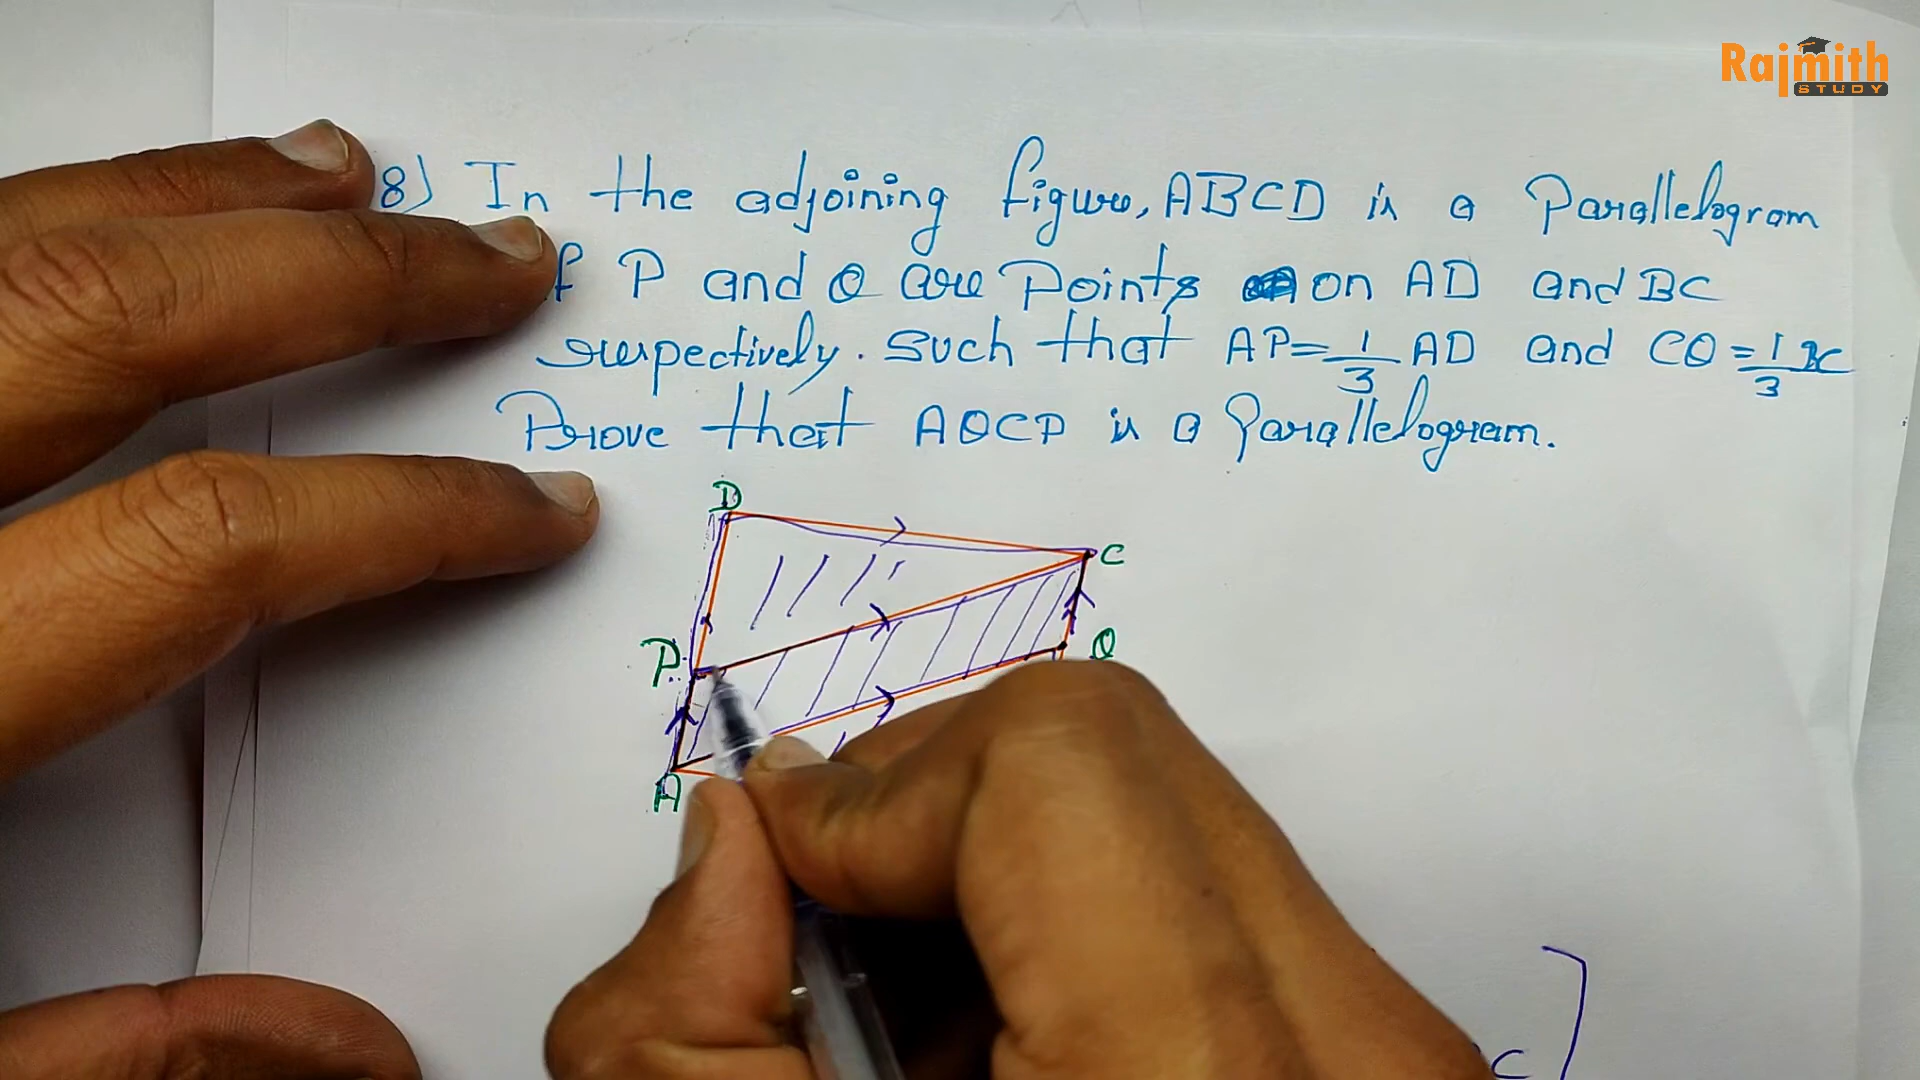 Rajmith
STUDY
8) In the adjoining figure, ABCD is a Parallelogram
If P and Q are Points on AD and BC
respectively. Such that AP = 1/3 AD and CQ = 1/3 BC
Prove that AQCP is a Parallelogram.
D
C
P
Q
A
C